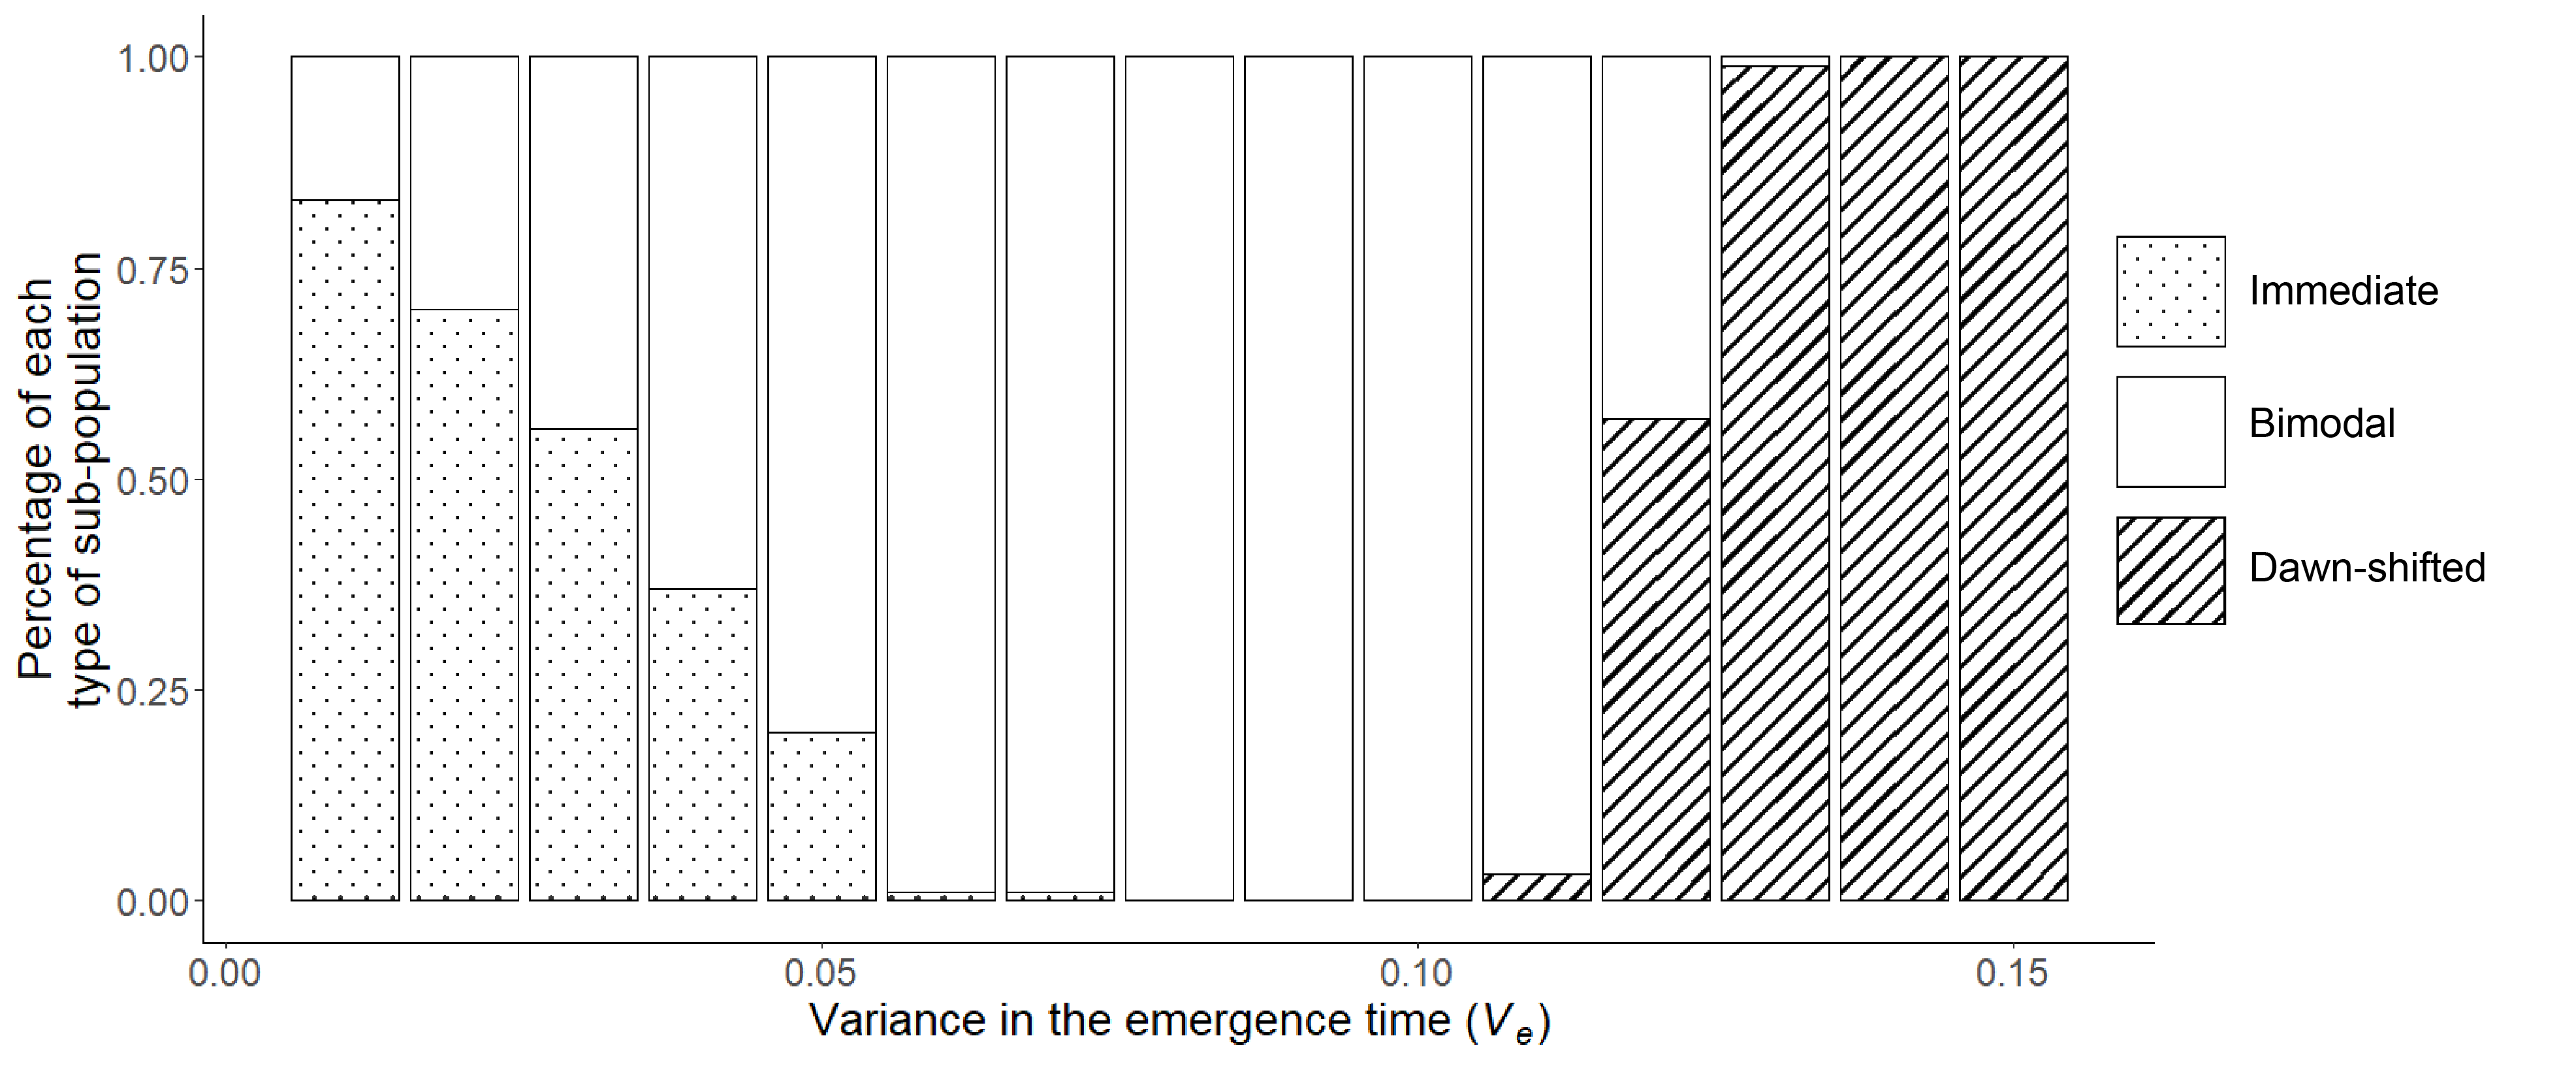 Percentage of each
type of sub-population
1.00
0.75
0.50
0.25
0.00
0.00 0.05 0.10 0.15
Variance in the emergence time (Ve)
Immediate
Bimodal
Dawn-shifted